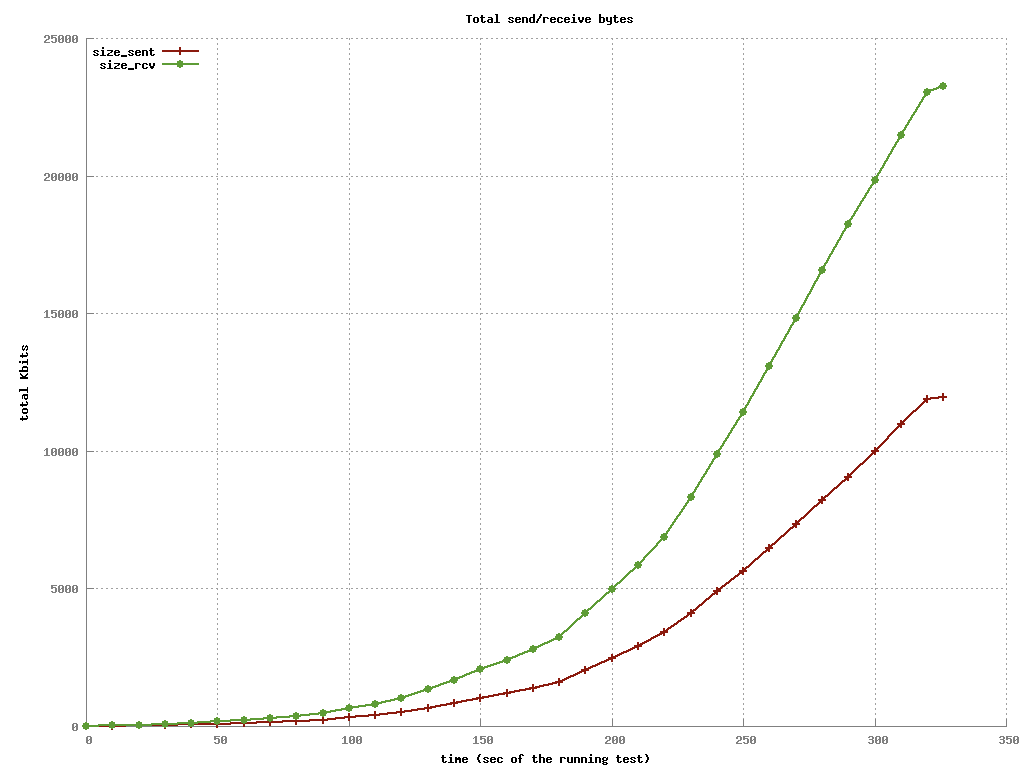 Total send/receive bytes
25000
size_sent
size_rcv
20000
15000
total Kbits
10000
5000
0
0 50 100 150 200 250 300 350
time (sec of the running test)